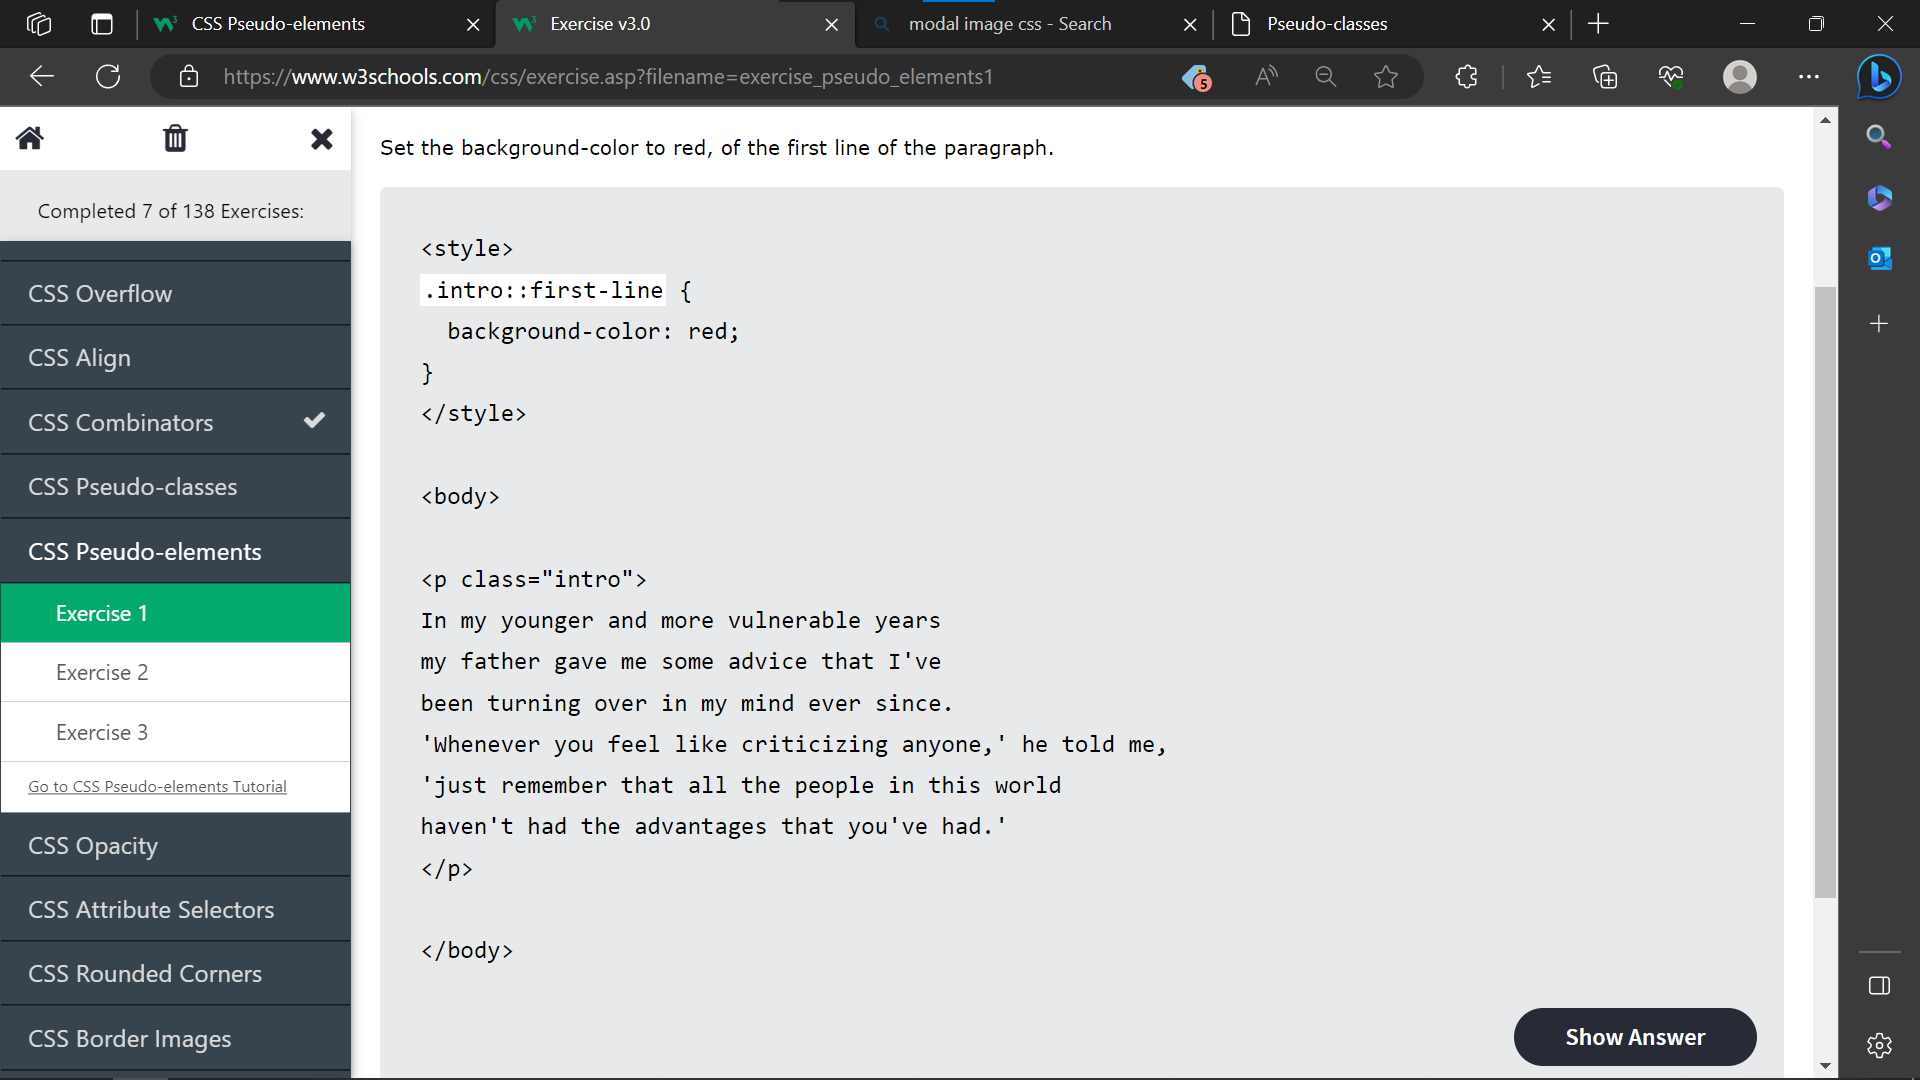 CSS Pseudo-elements
Exercise v3.0
modal image css - Search
Pseudo-classes
https://www.w3schools.com/css/exercise.asp?filename=exercise_pseudo_elements1
5
Completed 7 of 138 Exercises:
CSS Overflow
CSS Align
CSS Combinators
CSS Pseudo-classes
CSS Pseudo-elements
Exercise 1
Exercise 2
Exercise 3
Go to CSS Pseudo-elements Tutorial
CSS Opacity
CSS Attribute Selectors
CSS Rounded Corners
CSS Border Images
Set the background-color to red, of the first line of the paragraph.
<style>
.intro::first-line {
  background-color: red;
}
</style>
<body>
<p class="intro">
In my younger and more vulnerable years
my father gave me some advice that I've
been turning over in my mind ever since.
'Whenever you feel like criticizing anyone,' he told me,
'just remember that all the people in this world
haven't had the advantages that you've had.'
</p>
</body>
Show Answer